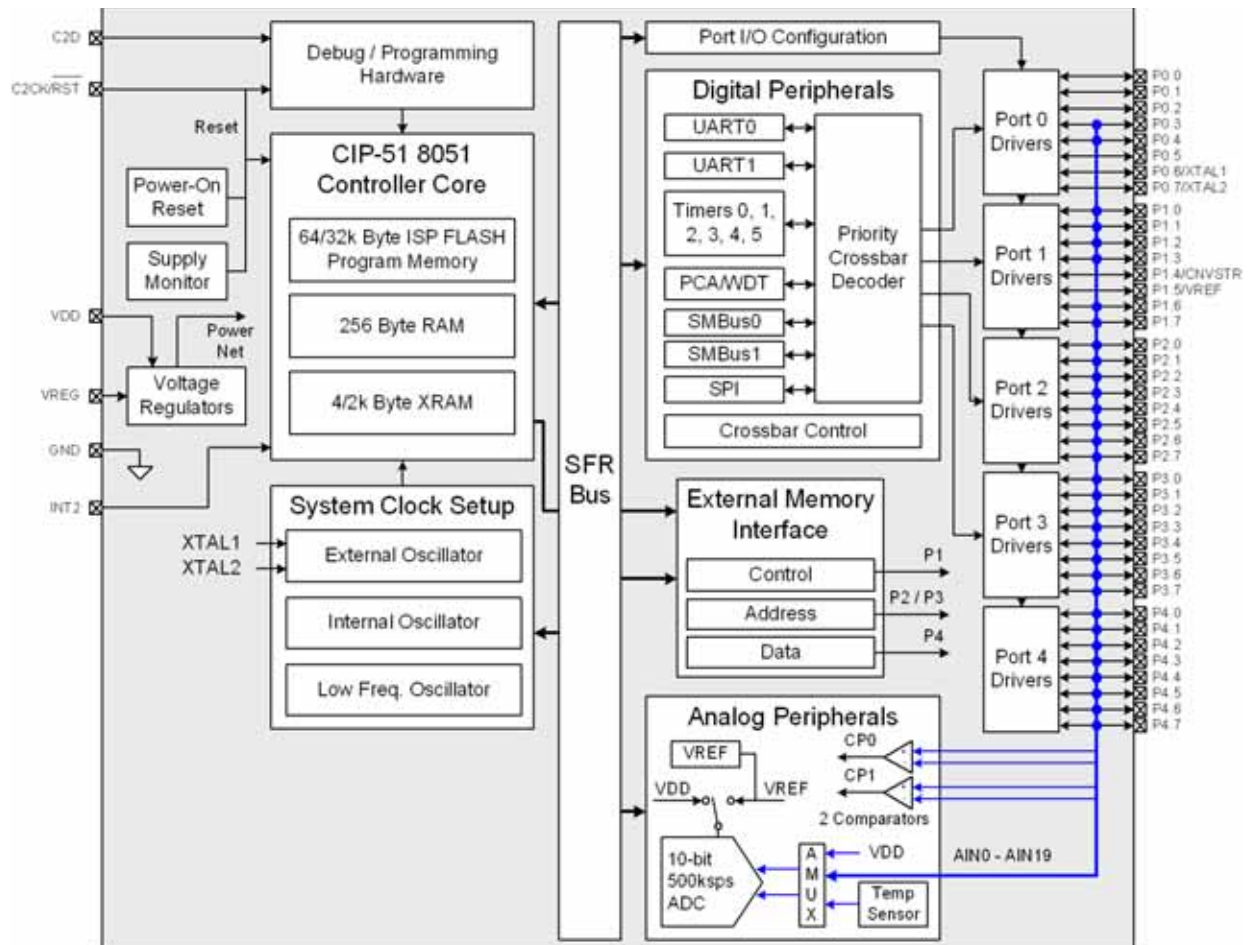 C2D
C2CK/RST
VDD
VREG
GND
INT2
Debug / Programming
Hardware
Reset
Power-On
Reset
Supply
Monitor
Power
Net
Voltage
Regulators
CIP-51 8051
Controller Core
64/32k Byte ISP FLASH
Program Memory
256 Byte RAM
4/2k Byte XRAM
System Clock Setup
XTAL1
XTAL2
External Oscillator
Internal Oscillator
Low Freq. Oscillator
SFR
Bus
Port I/O Configuration
Digital Peripherals
UART0
UART1
Timers 0, 1,
2, 3, 4, 5
PCA/WDT
SMBus0
SMBus1
SPI
Priority
Crossbar
Decoder
Crossbar Control
External Memory
Interface
Control
Address
Data
P1
P2 / P3
P4
Analog Peripherals
VREF
VDD
VREF
CP0
+
-
CP1
+
-
2 Comparators
10-bit
500ksps
ADC
A
M
U
X
VDD
Temp
Sensor
AIN0 - AIN19
Port 0
Drivers
Port 1
Drivers
Port 2
Drivers
Port 3
Drivers
Port 4
Drivers
P0.0
P0.1
P0.2
P0.3
P0.4
P0.5
P0.6/XTAL1
P0.7/XTAL2
P1.0
P1.1
P1.2
P1.3
P1.4/CNVSTR
P1.5/VREF
P1.6
P1.7
P2.0
P2.1
P2.2
P2.3
P2.4
P2.5
P2.6
P2.7
P3.0
P3.1
P3.2
P3.3
P3.4
P3.5
P3.6
P3.7
P4.0
P4.1
P4.2
P4.3
P4.4
P4.5
P4.6
P4.7